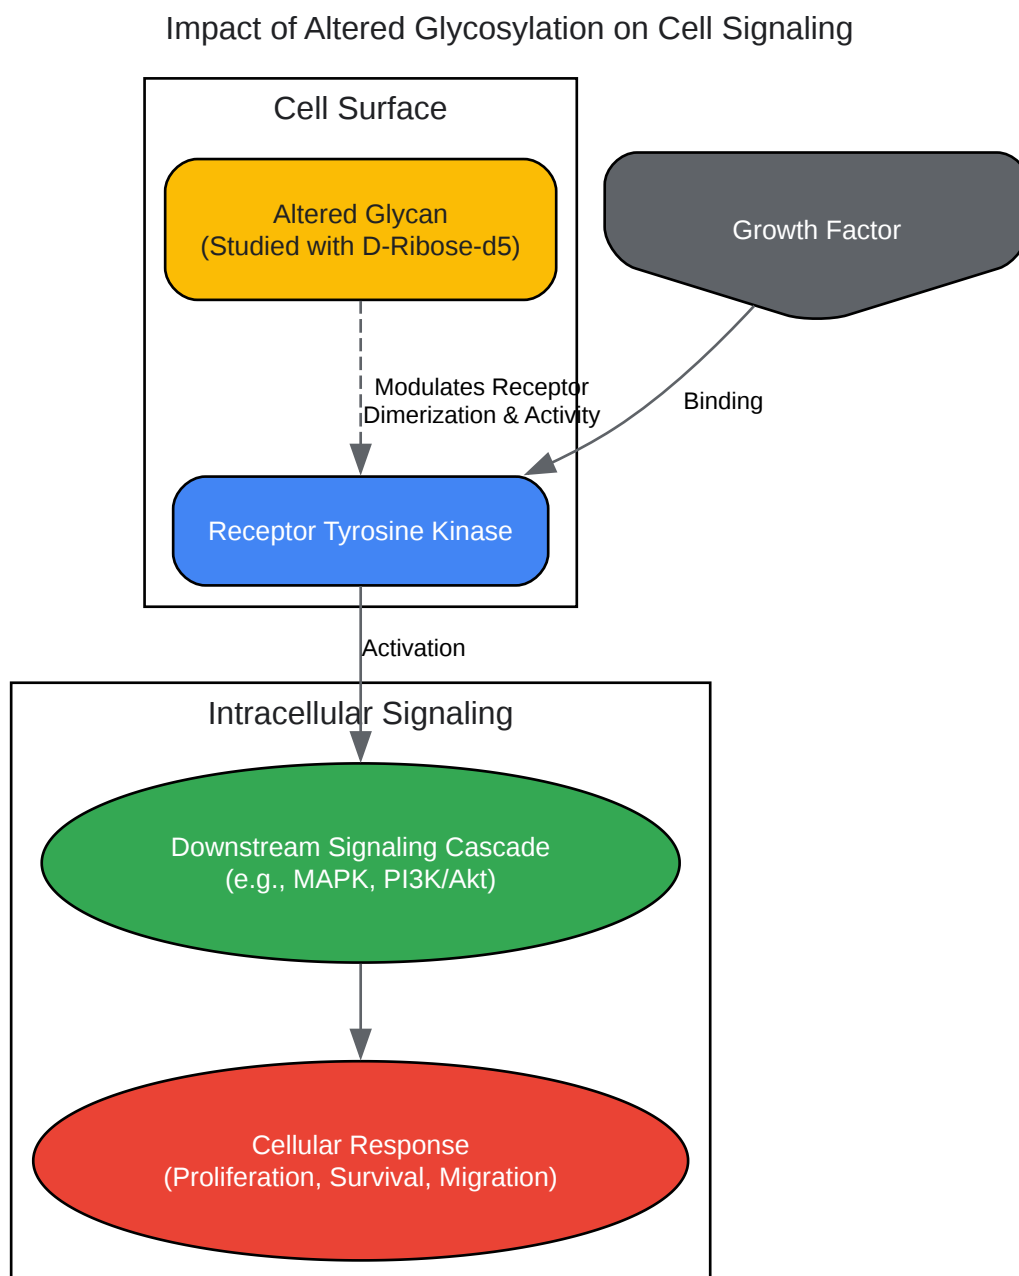 Impact of Altered Glycosylation on Cell Signaling
Cell Surface
Altered Glycan
(Studied with D-Ribose-d5)
Growth Factor
Modulates Receptor
Dimerization & Activity
Binding
Receptor Tyrosine Kinase
Activation
Intracellular Signaling
Downstream Signaling Cascade
(e.g., MAPK, PI3K/Akt)
Cellular Response
(Proliferation, Survival, Migration)